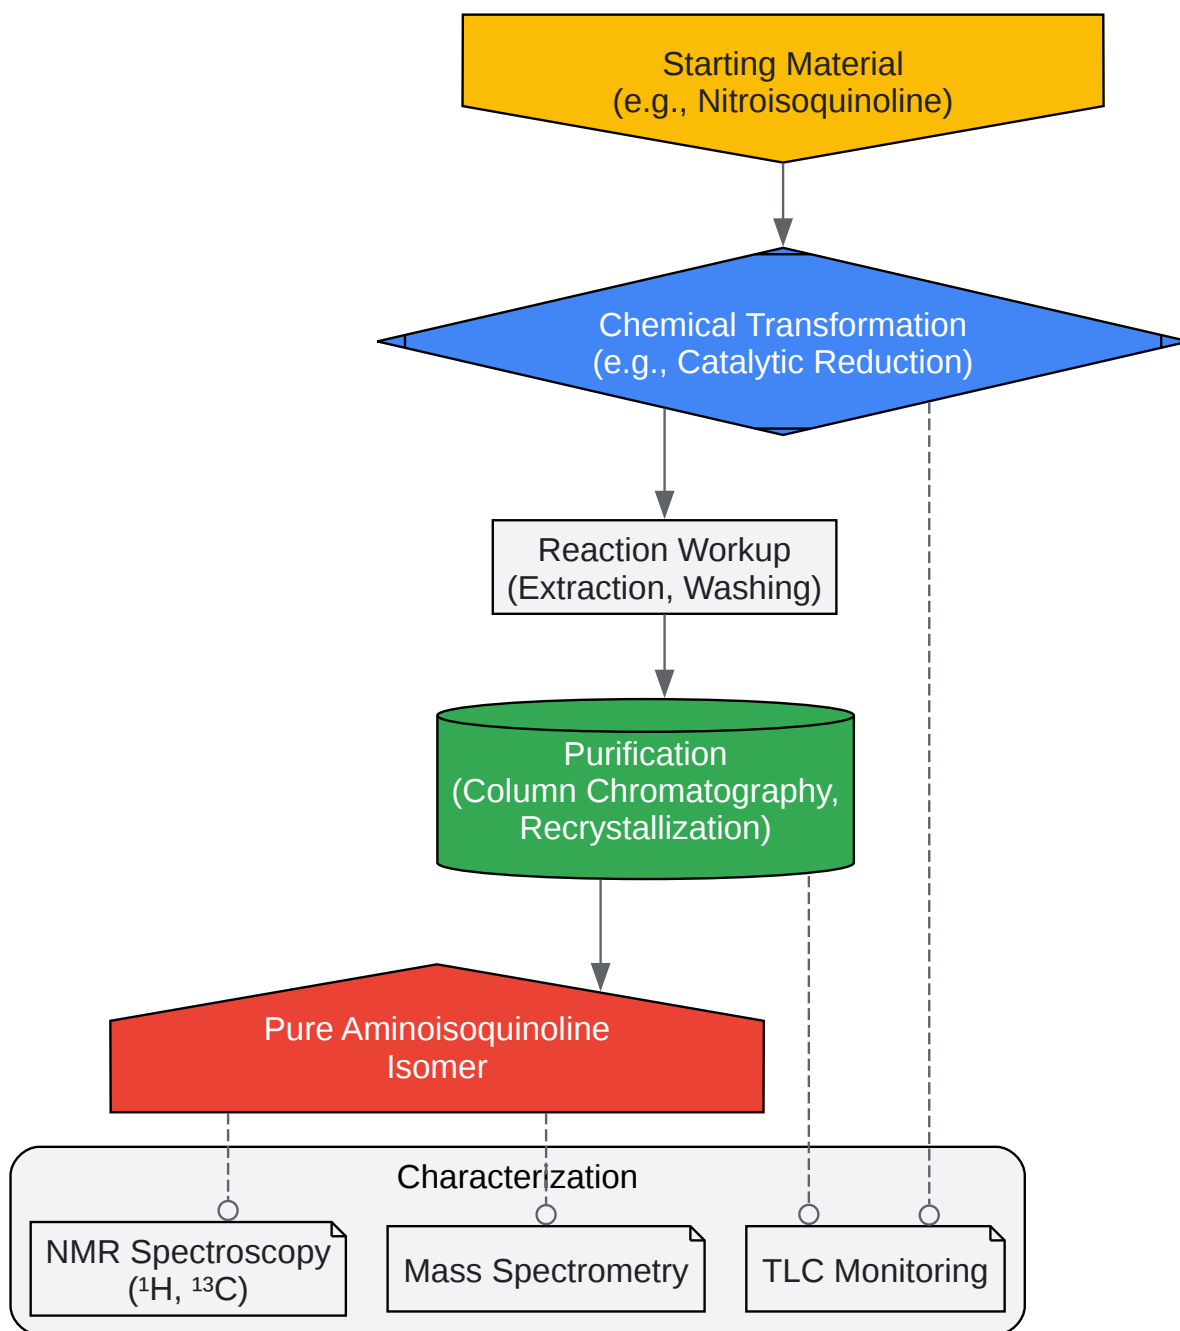 Starting Material
(e.g., Nitroisoquinoline)
Chemical Transformation
(e.g., Catalytic Reduction)
Reaction Workup
(Extraction, Washing)
Purification
(Column Chromatography,
Recrystallization)
Pure Aminoisoquinoline
Isomer
Characterization
NMR Spectroscopy
(¹H, ¹³C)
Mass Spectrometry
TLC Monitoring